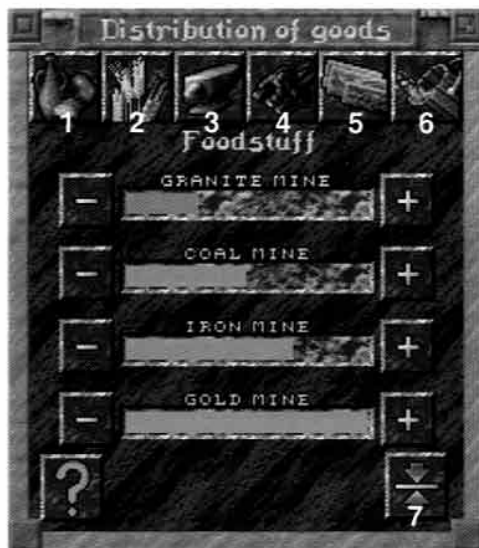 Distribution of goods
1 2 3 4 5 6
Foodstuff
GRANITE MINE
- +
COAL MINE
- +
IRON MINE
- +
GOLD MINE
- +
?
7